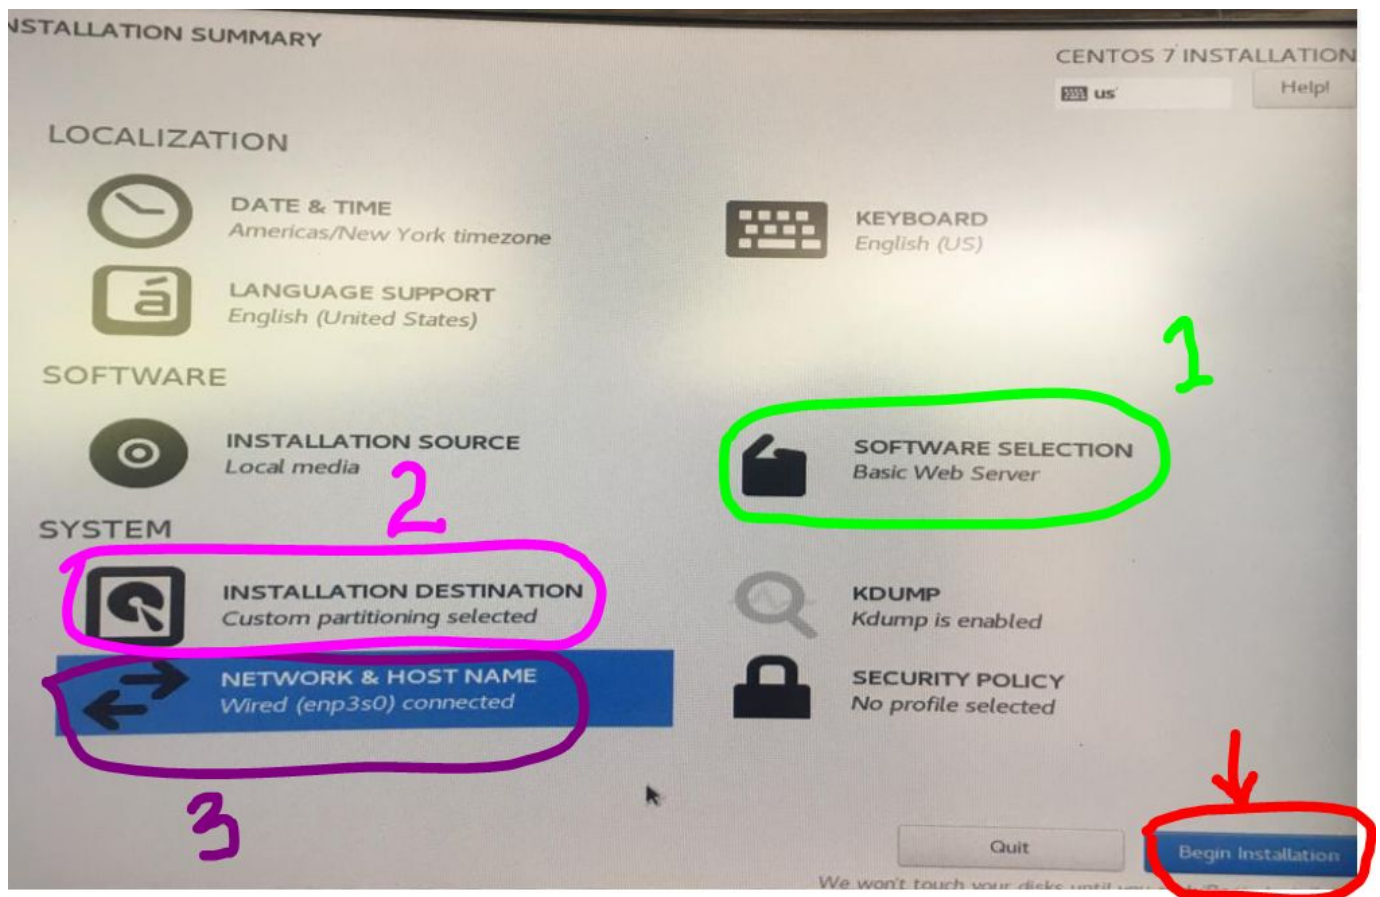 INSTALLATION SUMMARY
CENTOS 7 INSTALLATION
us
Help!
LOCALIZATION
DATE & TIME
Americas/New York timezone
KEYBOARD
English (US)
LANGUAGE SUPPORT
English (United States)
1
SOFTWARE
INSTALLATION SOURCE
Local media
SOFTWARE SELECTION
Basic Web Server
2
SYSTEM
INSTALLATION DESTINATION
Custom partitioning selected
KDUMP
Kdump is enabled
NETWORK & HOST NAME
Wired (enp3s0) connected
SECURITY POLICY
No profile selected
3
Quit
Begin Installation
We won't touch your disks until you